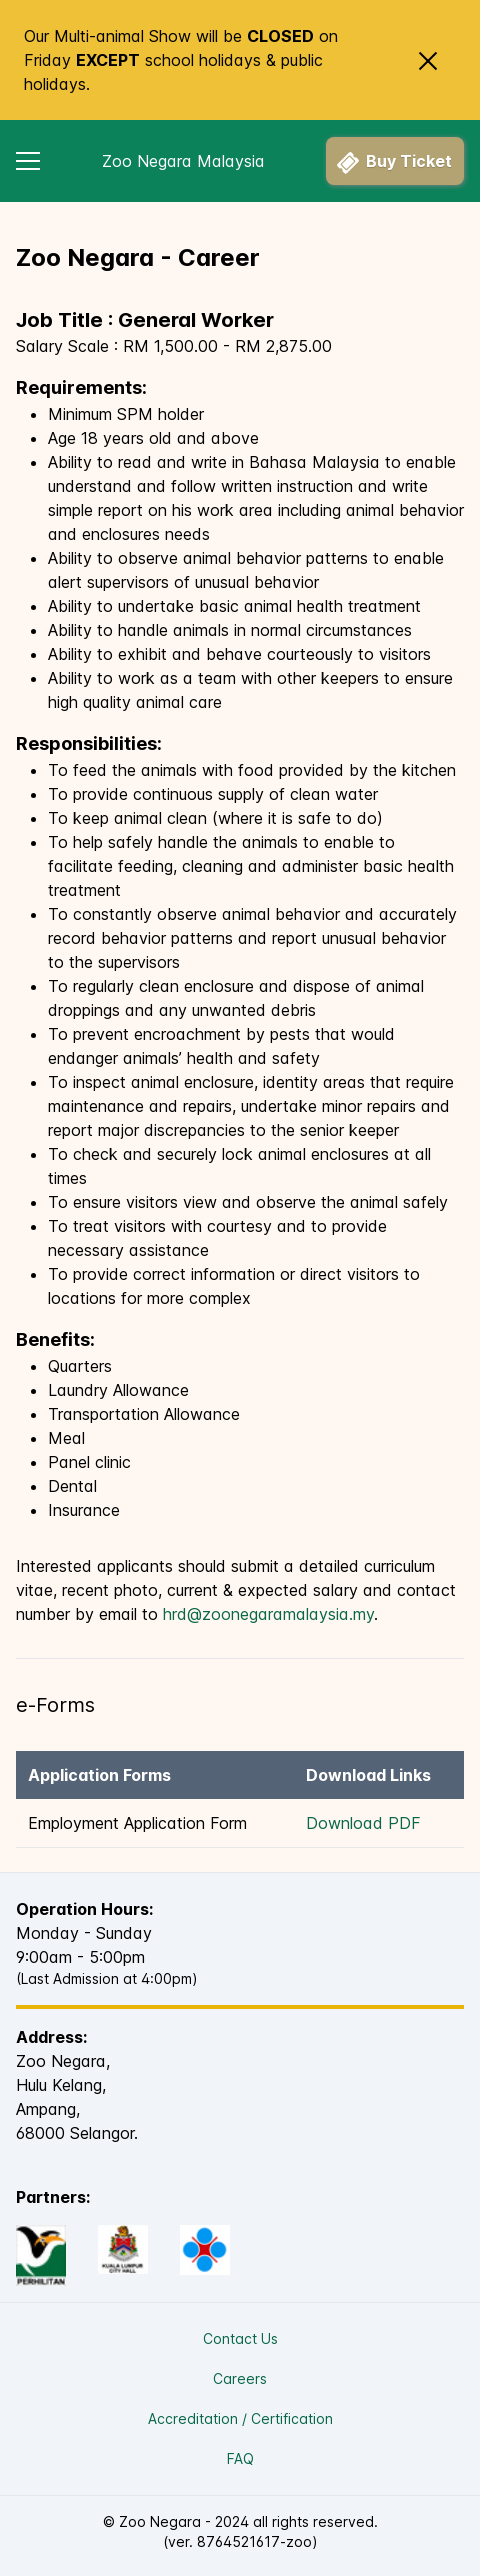 Our Multi-animal Show will be CLOSED on
Friday EXCEPT school holidays & public
holidays.
Zoo Negara Malaysia
Buy Ticket
Zoo Negara - Career
Job Title : General Worker
Salary Scale : RM 1,500.00 - RM 2,875.00
Requirements:
• Minimum SPM holder
• Age 18 years old and above
• Ability to read and write in Bahasa Malaysia to enable
understand and follow written instruction and write
simple report on his work area including animal behavior
and enclosures needs
• Ability to observe animal behavior patterns to enable
alert supervisors of unusual behavior
• Ability to undertake basic animal health treatment
• Ability to handle animals in normal circumstances
• Ability to exhibit and behave courteously to visitors
• Ability to work as a team with other keepers to ensure
high quality animal care
Responsibilities:
• To feed the animals with food provided by the kitchen
• To provide continuous supply of clean water
• To keep animal clean (where it is safe to do)
• To help safely handle the animals to enable to
facilitate feeding, cleaning and administer basic health
treatment
• To constantly observe animal behavior and accurately
record behavior patterns and report unusual behavior
to the supervisors
• To regularly clean enclosure and dispose of animal
droppings and any unwanted debris
• To prevent encroachment by pests that would
endanger animals’ health and safety
• To inspect animal enclosure, identity areas that require
maintenance and repairs, undertake minor repairs and
report major discrepancies to the senior keeper
• To check and securely lock animal enclosures at all
times
• To ensure visitors view and observe the animal safely
• To treat visitors with courtesy and to provide
necessary assistance
• To provide correct information or direct visitors to
locations for more complex
Benefits:
• Quarters
• Laundry Allowance
• Transportation Allowance
• Meal
• Panel clinic
• Dental
• Insurance
Interested applicants should submit a detailed curriculum
vitae, recent photo, current & expected salary and contact
number by email to hrd@zoonegaramalaysia.my.
e-Forms
Application Forms Download Links
Employment Application Form Download PDF
Operation Hours:
Monday - Sunday
9:00am - 5:00pm
(Last Admission at 4:00pm)
Address:
Zoo Negara,
Hulu Kelang,
Ampang,
68000 Selangor.
Partners:
PERHILITAN
KUALA LUMPUR
CITY HALL
Contact Us
Careers
Accreditation / Certification
FAQ
© Zoo Negara - 2024 all rights reserved.
(ver. 8764521617-zoo)